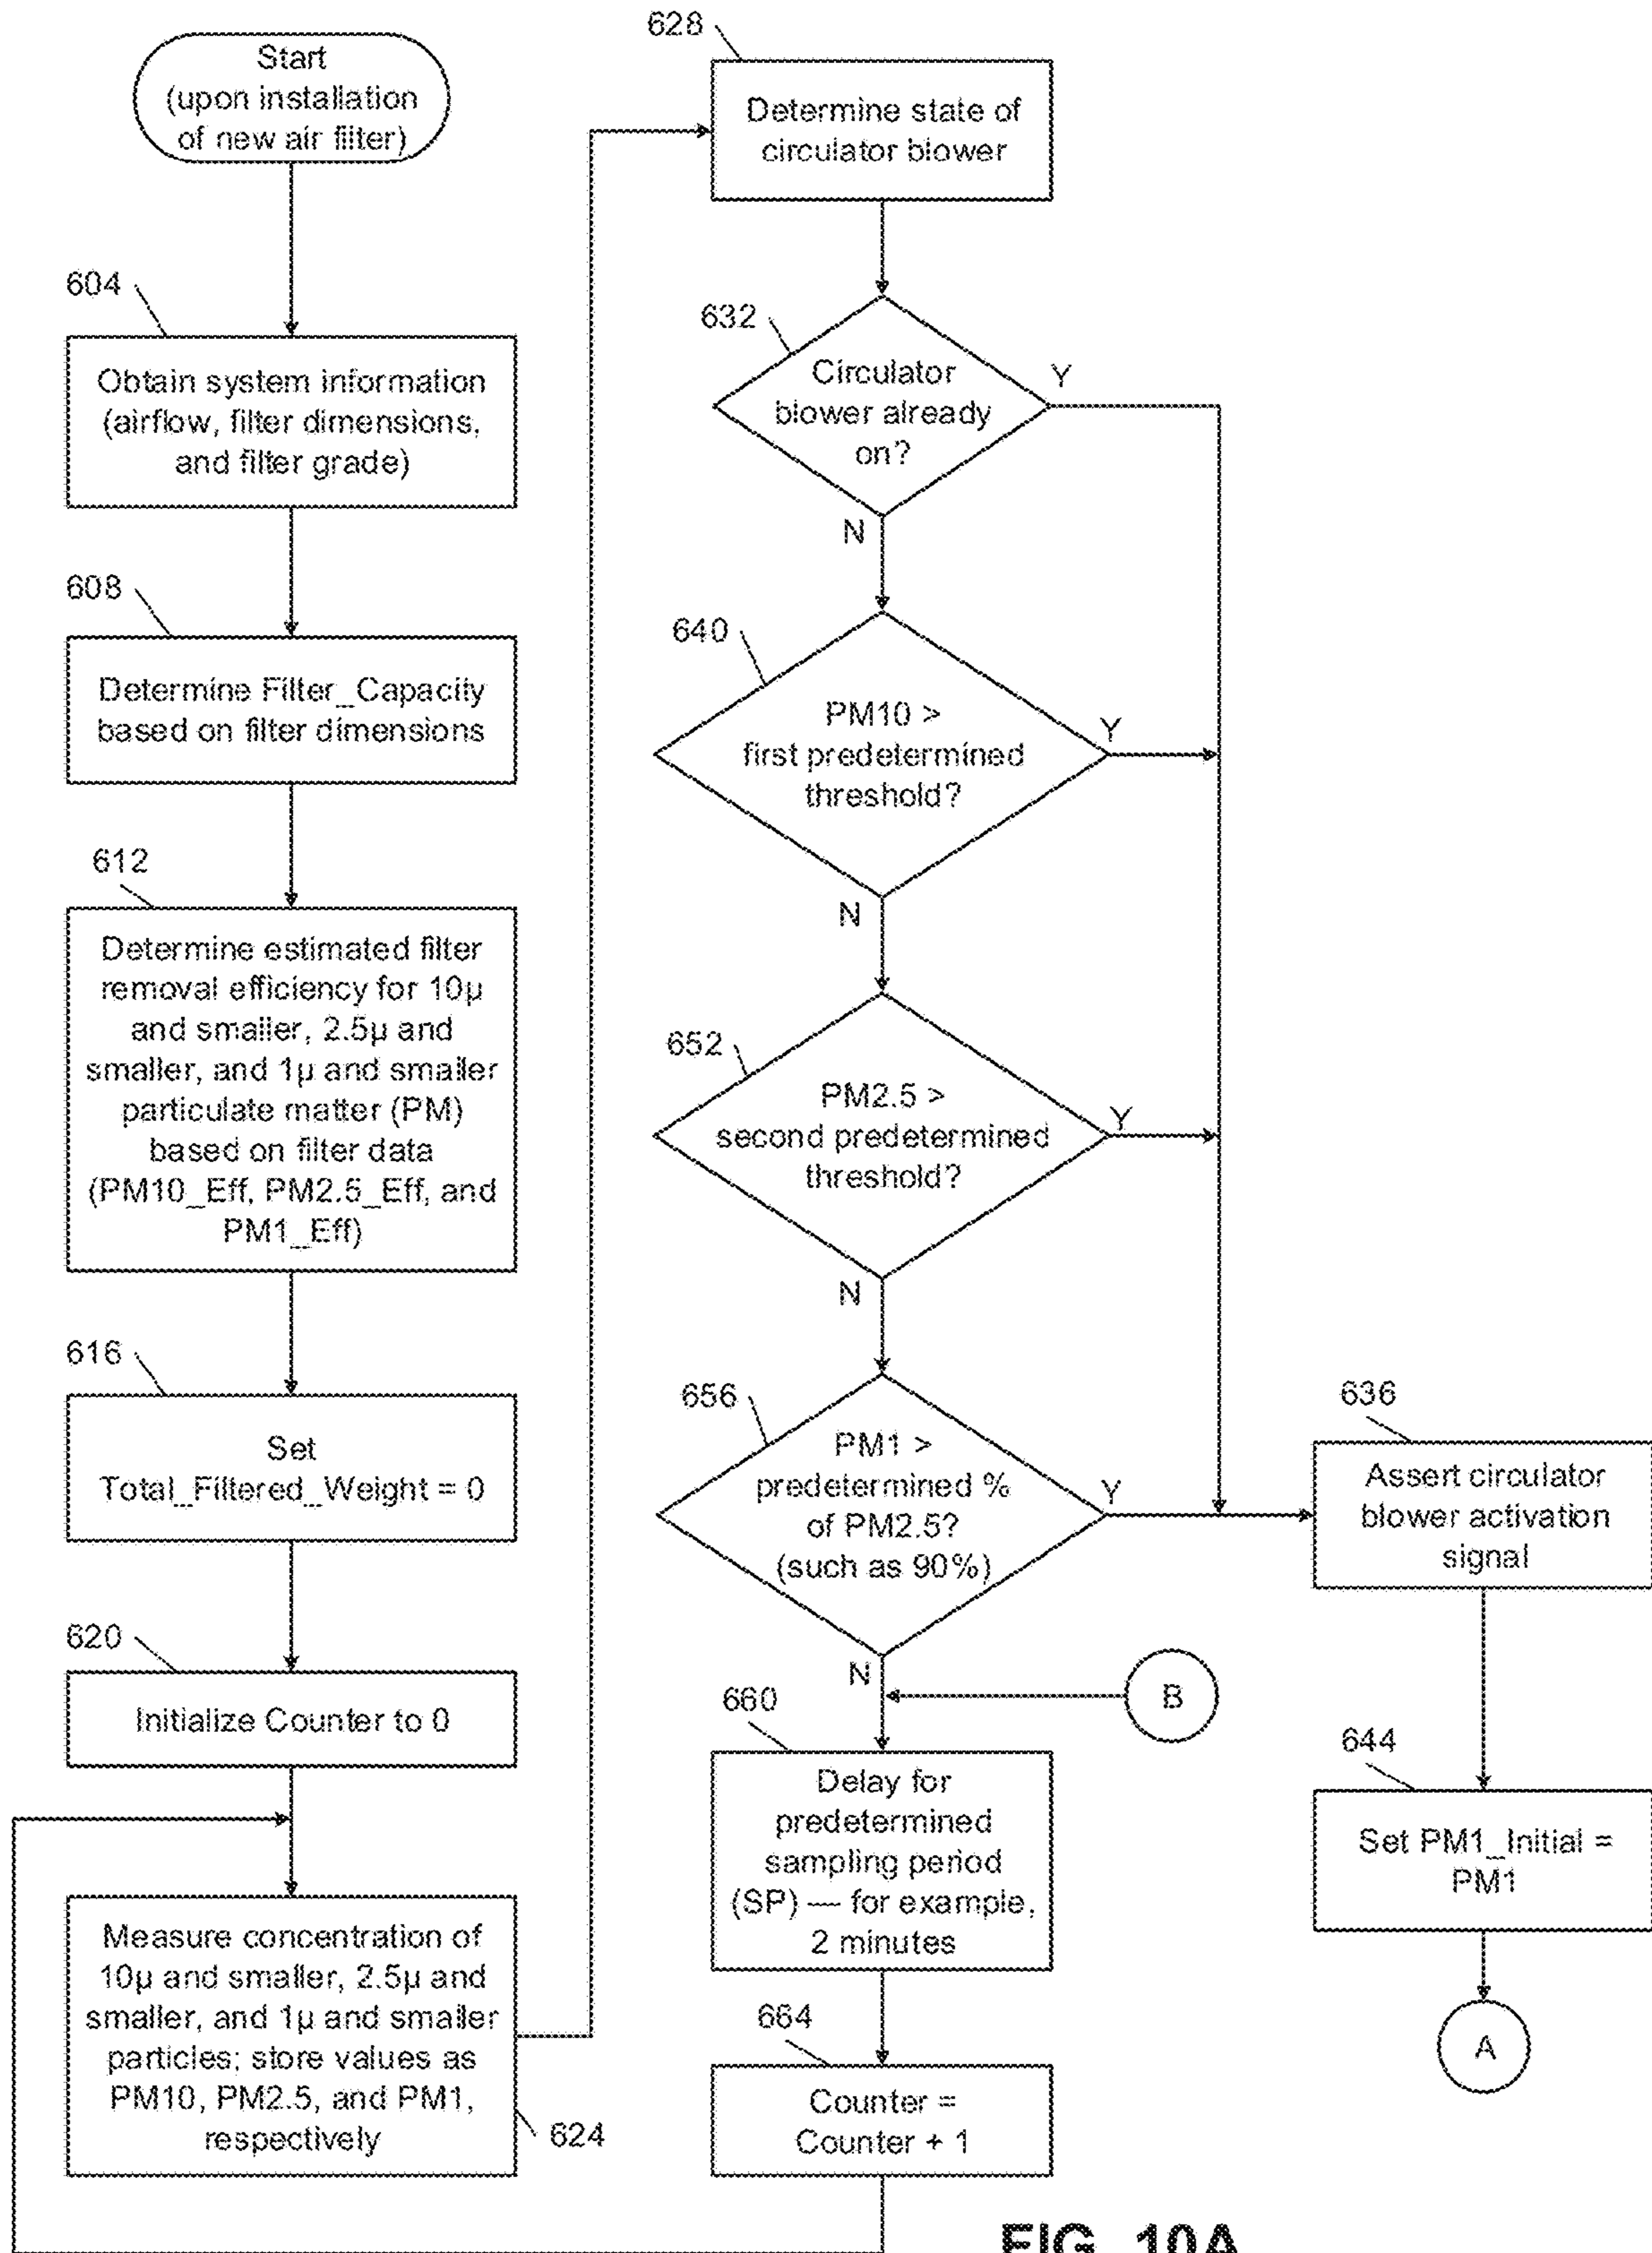 Start
(upon installation
of new air filter)
604
Obtain system information
(airflow, filter dimensions,
and filter grade)
608
Determine Filter_Capacity
based on filter dimensions
612
Determine estimated filter
removal efficiency for 10µ
and smaller, 2.5µ and
smaller, and 1µ and smaller
particulate matter (PM)
based on filter data
(PM10_Eff, PM2.5_Eff, and
PM1_Eff)
616
Set
Total_Filtered_Weight = 0
620
Initialize Counter to 0
Measure concentration of
10µ and smaller, 2.5µ and
smaller, and 1µ and smaller
particles; store values as
PM10, PM2.5, and PM1,
respectively
624
628
Determine state of
circulator blower
632
Circulator
blower already
on?
Y
N
640
PM10 >
first predetermined
threshold?
Y
N
652
PM2.5 >
second predetermined
threshold?
Y
N
656
PM1 >
predetermined %
of PM2.5?
(such as 90%)
Y
N
B
660
Delay for
predetermined
sampling period
(SP) — for example,
2 minutes
664
Counter =
Counter + 1
636
Assert circulator
blower activation
signal
644
Set PM1_Initial =
PM1
A
FIG. 10A